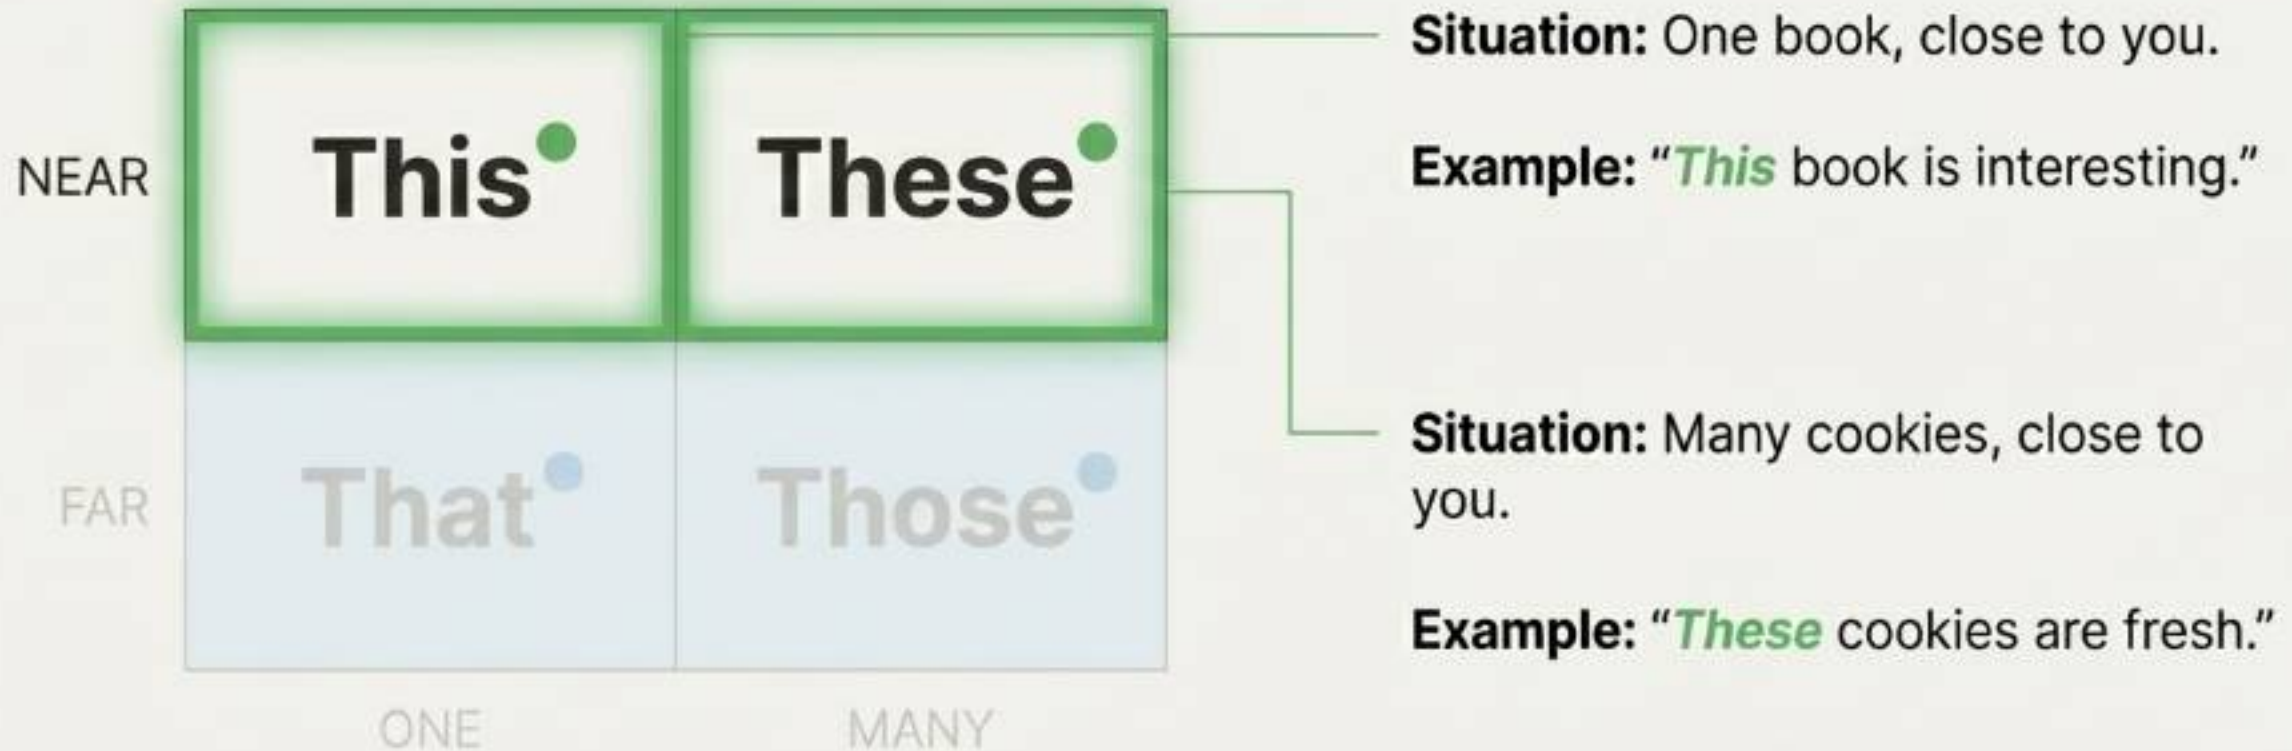 NEAR
This
These
FAR
That
Those
ONE
MANY
Situation: One book, close to you.
Example: “This book is interesting.”
Situation: Many cookies, close to
you.
Example: “These cookies are fresh.”